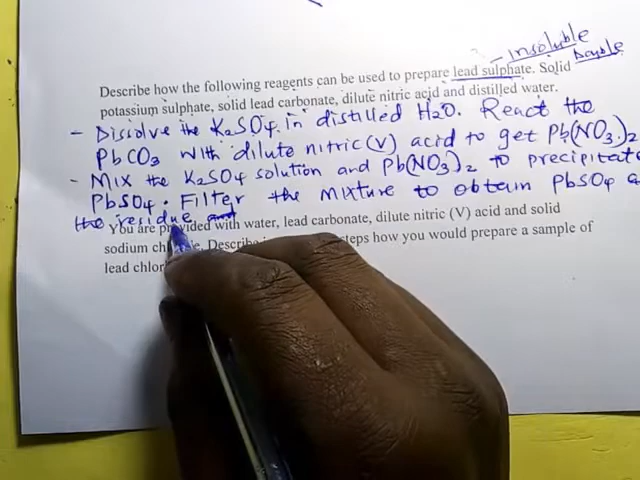 insoluble
Double
Describe how the following reagents can be used to prepare lead sulphate. Solid
potassium sulphate, solid lead carbonate, dilute nitric acid and distilled water.
- Dissolve the K₂SO₄ in distilled H₂O. React the
PbCO₃ with dilute nitric(V) acid to get Pb(NO₃)₂
- Mix the K₂SO₄ solution and Pb(NO₃)₂ to precipitate
PbSO₄. Filter the mixture to obtain PbSO₄ a
the residue
You are provided with water, lead carbonate, dilute nitric (V) acid and solid
sodium Describe steps how you would prepare a sample of
lead